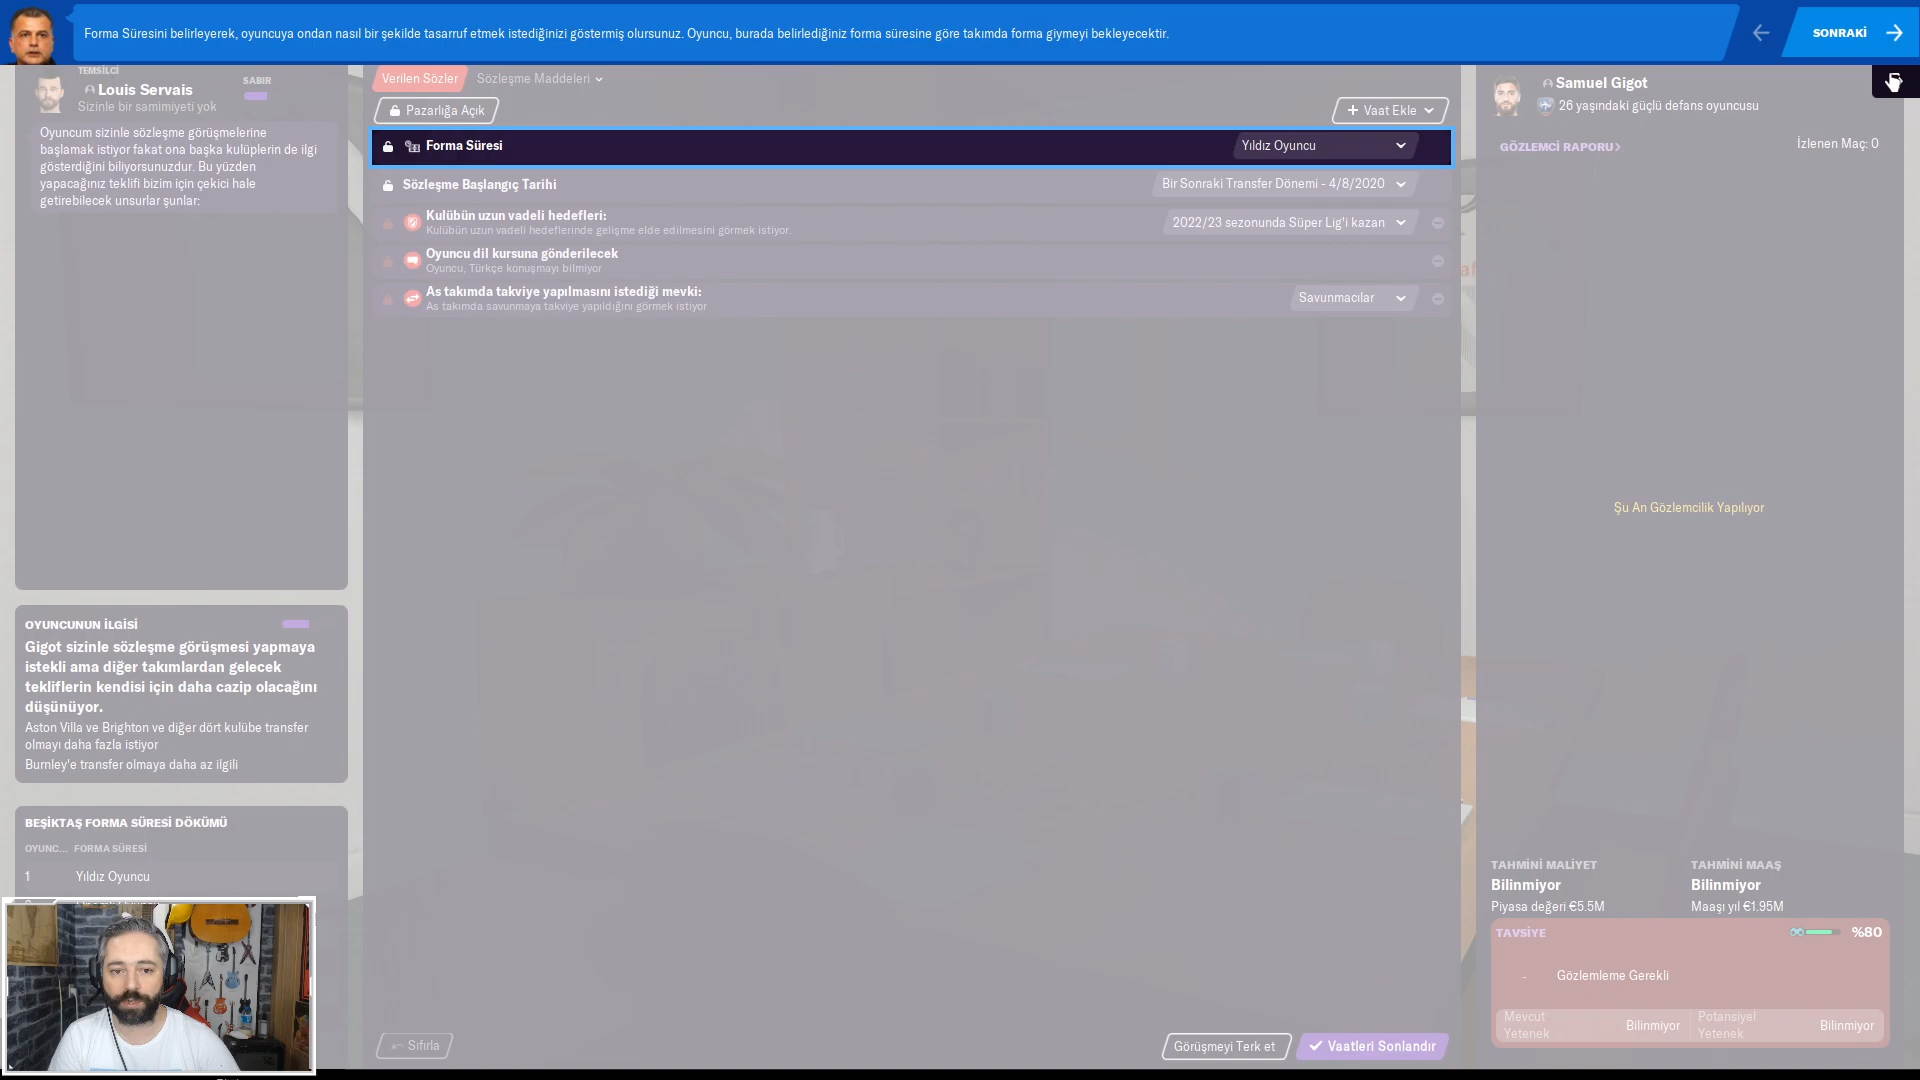 Forma Süresini belirleyerek, oyuncuya ondan nasıl bir şekilde tasarruf etmek istediğinizi göstermiş olursunuz. Oyuncu, burada belirlediğiniz forma süresine göre takımda forma giymeyi bekleyecektir.
SONRAKİ
TEMSİLCİ
Louis Servais
Sizinle bir samimiyeti yok
SABIR
Oyuncum sizinle sözleşme görüşmelerine
başlamak istiyor fakat ona başka kulüplerin de ilgi
gösterdiğini biliyorsunuzdur. Bu yüzden
yapacağınız teklifi bizim için çekici hale
getirebilecek unsurlar şunlar:
OYUNCUNUN İLGİSİ
Gigot sizinle sözleşme görüşmesi yapmaya
istekli ama diğer takımlardan gelecek
tekliflerin kendisi için daha cazip olacağını
düşünüyor.
Aston Villa ve Brighton ve diğer dört kulübe transfer
olmayı daha fazla istiyor
Burnley'e transfer olmaya daha az ilgili
BEŞİKTAŞ FORMA SÜRESİ DÖKÜMÜ
OYUNC... FORMA SÜRESİ
1 Yıldız Oyuncu
Verilen Sözler Sözleşme Maddeleri
Pazarlığa Açık
Vaat Ekle
Forma Süresi Yıldız Oyuncu
Sözleşme Başlangıç Tarihi Bir Sonraki Transfer Dönemi - 4/8/2020
Kulübün uzun vadeli hedefleri: 2022/23 sezonunda Süper Lig'i kazan
Kulübün uzun vadeli hedeflerinde gelişme elde edilmesini görmek istiyor.
Oyuncu dil kursuna gönderilecek
Oyuncu, Türkçe konuşmayı bilmiyor
As takımda takviye yapılmasını istediği mevki: Savunmacılar
As takımda savunmaya takviye yapıldığını görmek istiyor
Sıfırla
Görüşmeyi Terk et
Vaatleri Sonlandır
Samuel Gigot
26 yaşındaki güçlü defans oyuncusu
GÖZLEMCİ RAPORU>
İzlenen Maç: 0
Şu An Gözlemcilik Yapılıyor
TAHMİNİ MALİYET TAHMİNİ MAAŞ
Bilinmiyor Bilinmiyor
Piyasa değeri €5.5M Maaşı yıl €1.95M
TAVSİYE %80
- Gözlemleme Gerekli
Mevcut Yetenek Bilinmiyor
Potansiyel Yetenek Bilinmiyor